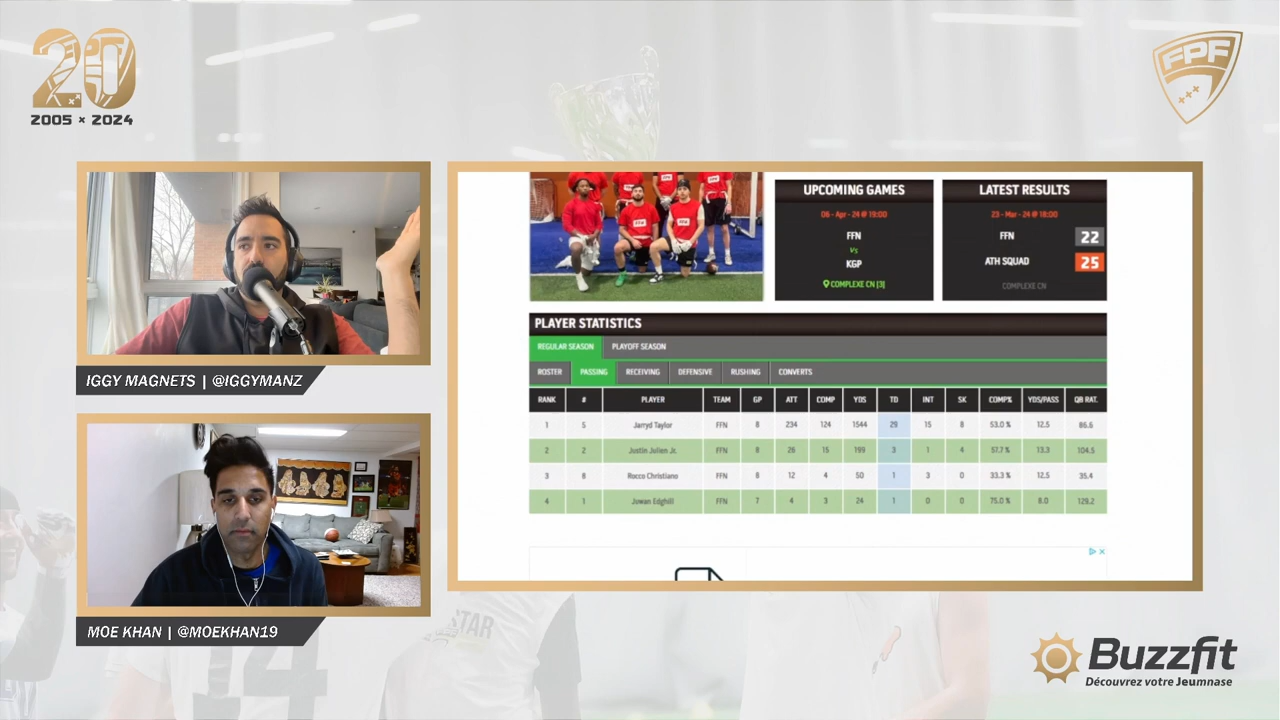 20
2005 × 2024
FPF
IGGY MAGNETS | @IGGYMANZ
MOE KHAN | @MOEKHAN19
FFN
FFN
FFN
UPCOMING GAMES
06 - Apr - 24 @ 19:00
FFN
VS
KGP
COMPLEXE CN [3]
LATEST RESULTS
23 - Mar - 24 @ 18:00
FFN 22
ATH SQUAD 25
COMPLEXE CN
PLAYER STATISTICS
REGULAR SEASON PLAYOFF SEASON
ROSTER PASSING RECEIVING DEFENSIVE RUSHING CONVERTS
RANK # PLAYER TEAM GP ATT COMP YDS TD INT SK COMP% YDS/PASS QB RAT.
1 5 Jarryd Taylor FFN 8 234 124 1544 29 15 8 53.0 % 12.5 86.6
2 2 Justin Julien Jr. FFN 8 26 15 199 3 1 4 57.7 % 13.3 104.5
3 8 Rocco Christiano FFN 8 12 4 50 1 3 0 33.3 % 12.5 35.4
4 1 Juwan Edghill FFN 7 4 3 24 1 0 0 75.0 % 8.0 129.2
STAR
14
Buzzfit
Découvrez votre Jeumnase